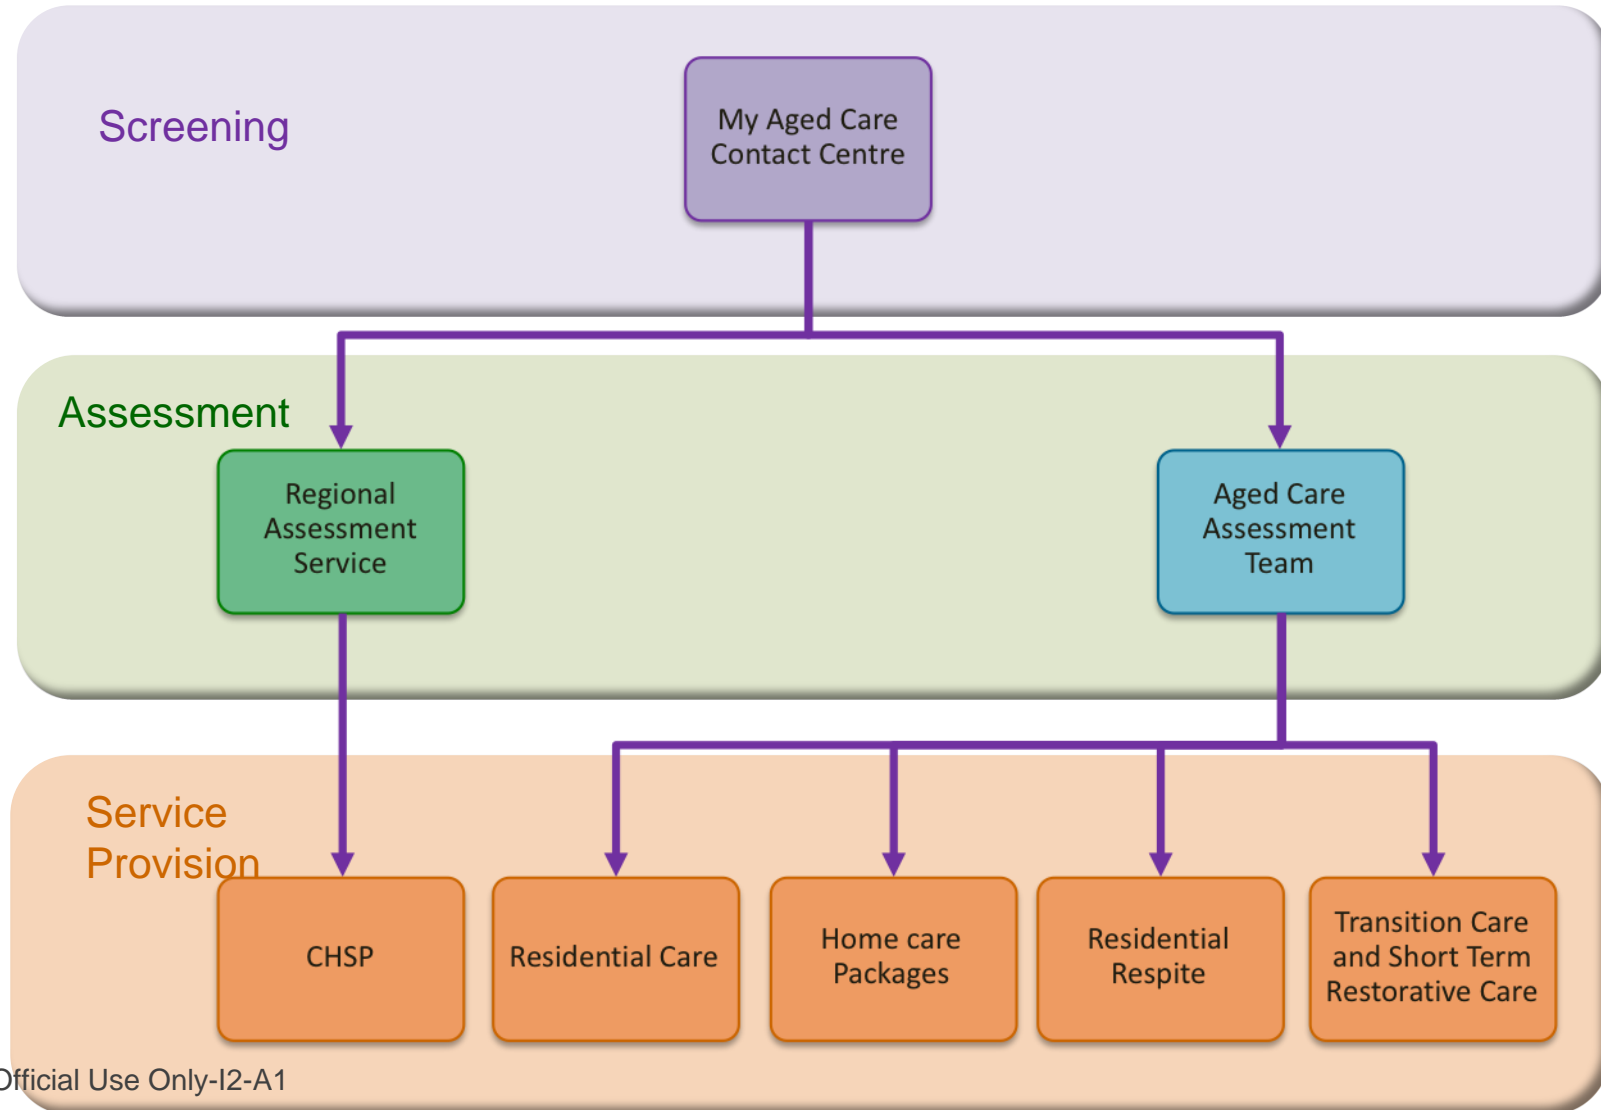 Screening
My Aged Care
Contact Centre
Assessment
Regional
Assessment
Service
Aged Care
Assessment
Team
Service
Provision
CHSP
Residential Care
Home care
Packages
Residential
Respite
Transition Care
and Short Term
Restorative Care
Official Use Only-I2-A1